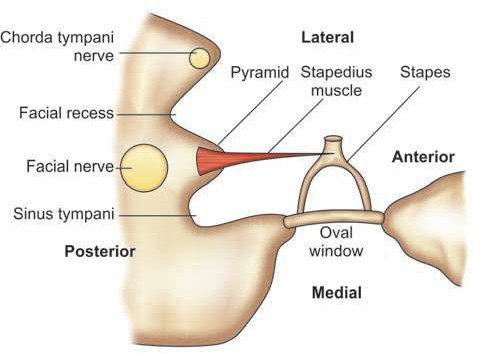 Chorda tympani
nerve
Lateral
Pyramid
Stapedius
muscle
Stapes
Facial recess
Anterior
Facial nerve
Sinus tympani
Oval
window
Posterior
Medial